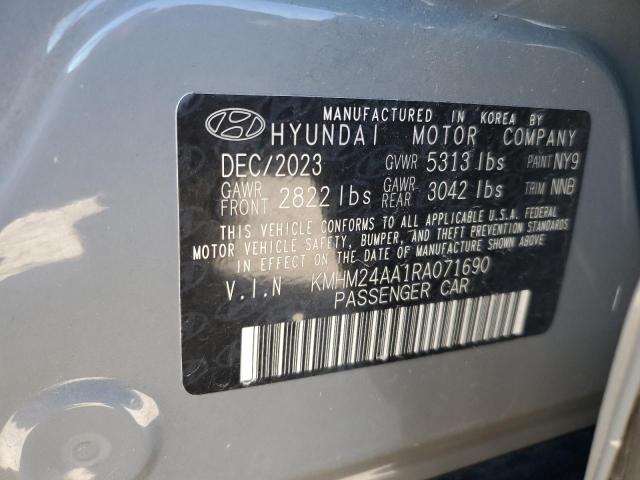 MANUFACTURED IN KOREA BY
HYUNDAI MOTOR COMPANY
DEC/2023 GVWR 5313 lbs PAINT NY9
GAWR FRONT 2822 lbs GAWR REAR 3042 lbs TRIM NNB
THIS VEHICLE CONFORMS TO ALL APPLICABLE U.S.A. FEDERAL
MOTOR VEHICLE SAFETY, BUMPER, AND THEFT PREVENTION STANDARDS
IN EFFECT ON THE DATE OF MANUFACTURE SHOWN ABOVE.
V.I.N KMHM24AA1RA071690
PASSENGER CAR